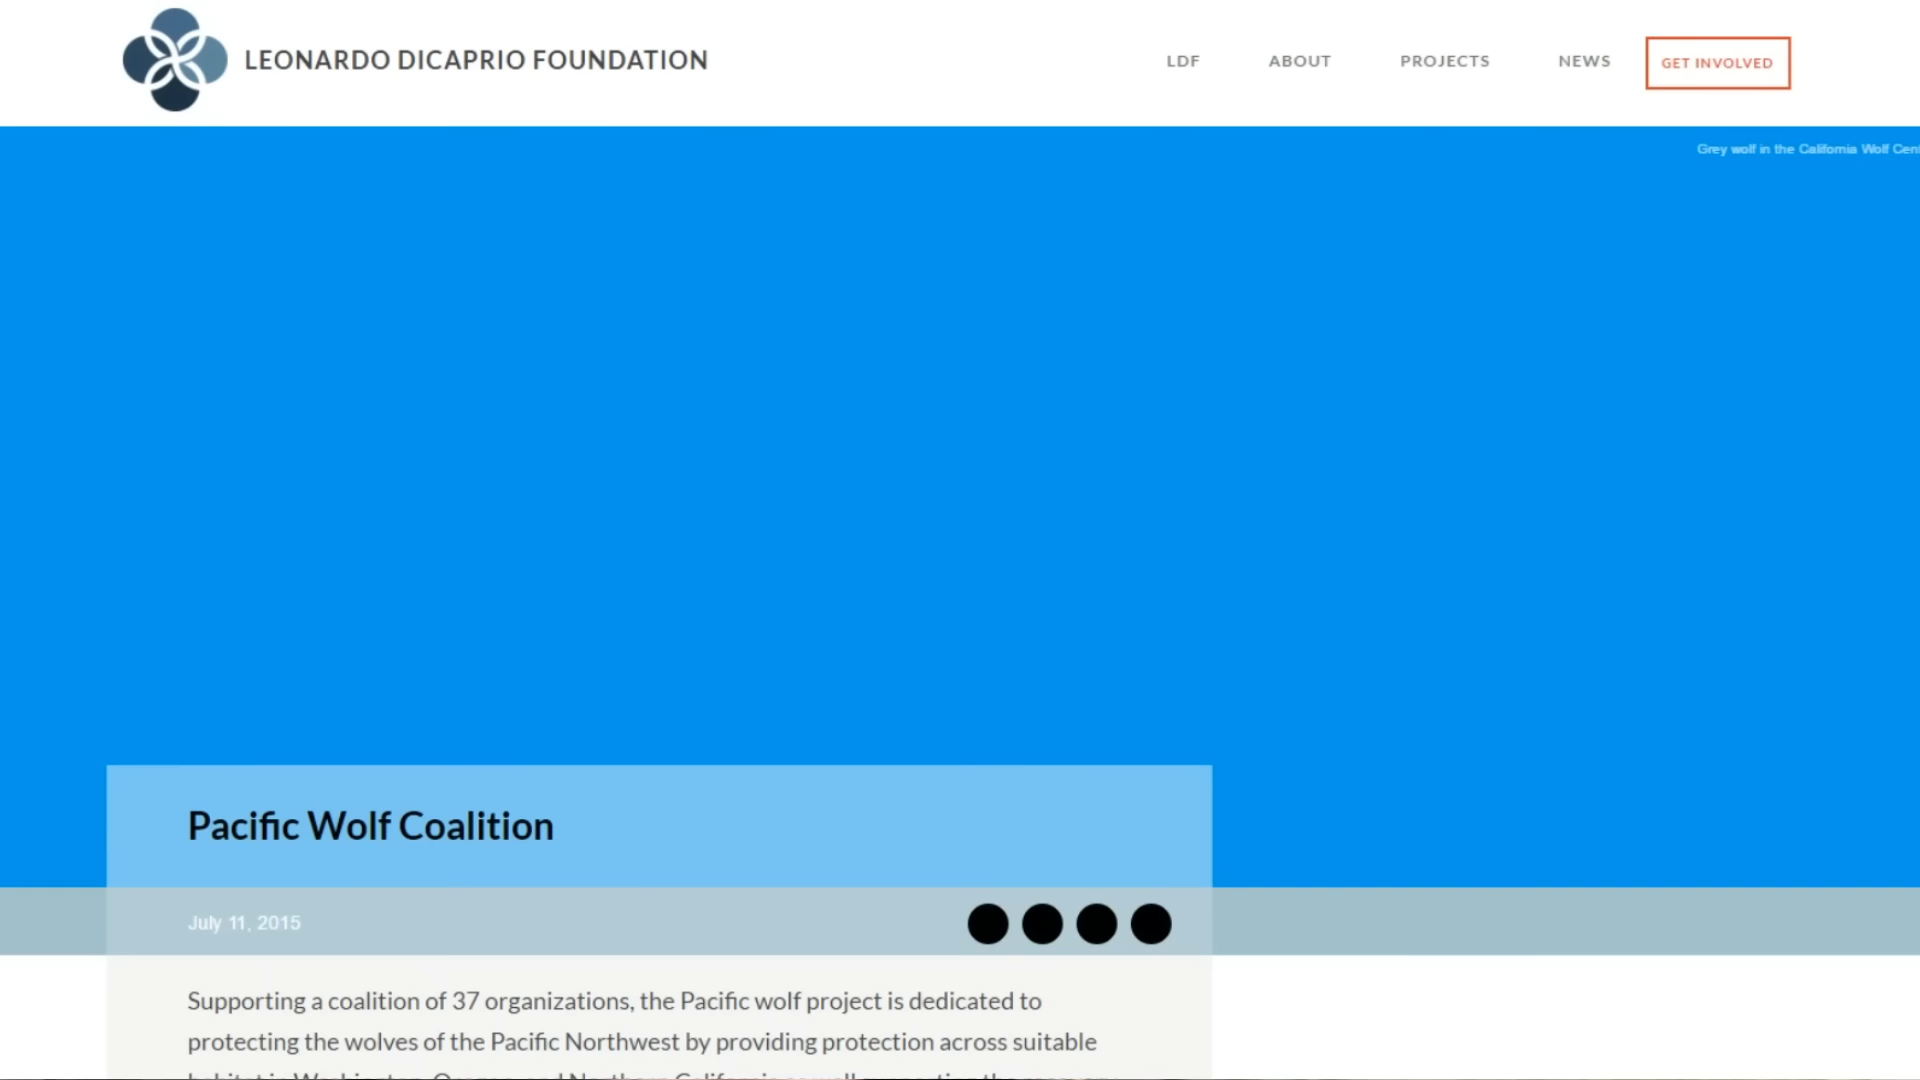 LEONARDO DICAPRIO FOUNDATION
LDF
ABOUT
PROJECTS
NEWS
GET INVOLVED
Grey wolf in the California Wolf Cen
Pacific Wolf Coalition
July 11, 2015
Supporting a coalition of 37 organizations, the Pacific wolf project is dedicated to
protecting the wolves of the Pacific Northwest by providing protection across suitable